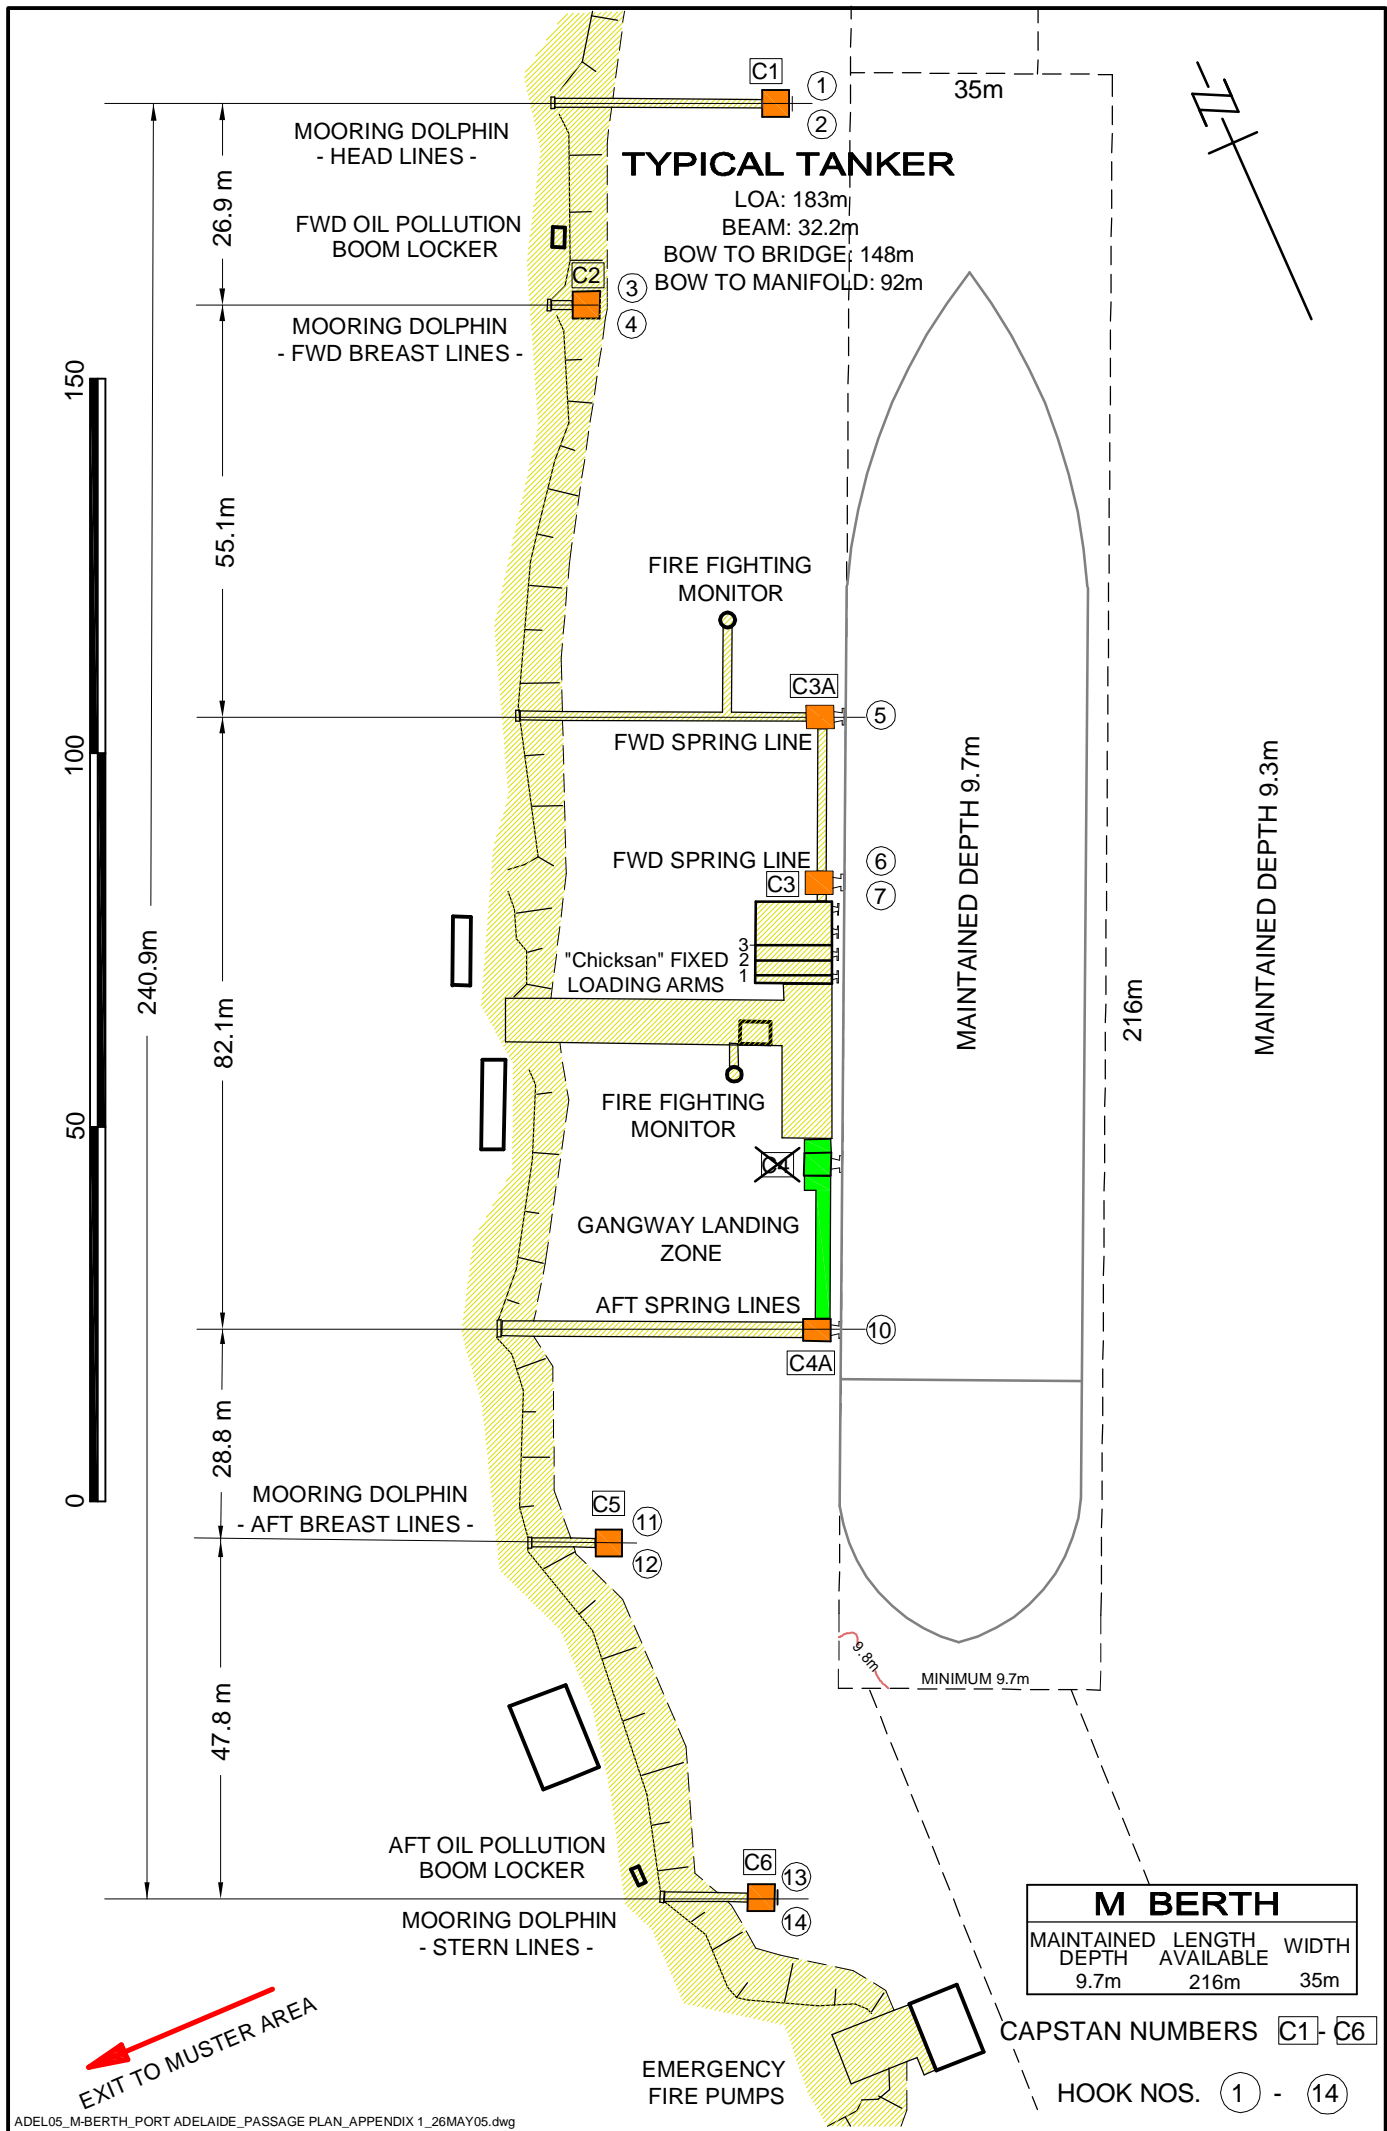 C1
1
2
35m
MOORING DOLPHIN
- HEAD LINES -
TYPICAL TANKER
LOA: 183m
BEAM: 32.2m
BOW TO BRIDGE: 148m
BOW TO MANIFOLD: 92m
N
26.9 m
FWD OIL POLLUTION
BOOM LOCKER
C2
3
4
MOORING DOLPHIN
- FWD BREAST LINES -
150
55.1m
FIRE FIGHTING
MONITOR
C3A
5
FWD SPRING LINE
100
MAINTAINED DEPTH 9.7m
MAINTAINED DEPTH 9.3m
FWD SPRING LINE
6
C3
7
240.9m
82.1m
3
"Chicksan" FIXED
2
LOADING ARMS
1
216m
50
FIRE FIGHTING
MONITOR
C4
GANGWAY LANDING
ZONE
AFT SPRING LINES
10
C4A
28.8 m
0
MOORING DOLPHIN
- AFT BREAST LINES -
C5
11
12
47.8 m
9.8m
MINIMUM 9.7m
AFT OIL POLLUTION
BOOM LOCKER
C6
13
14
MOORING DOLPHIN
- STERN LINES -
M BERTH
MAINTAINED DEPTH
LENGTH AVAILABLE
WIDTH
9.7m
216m
35m
CAPSTAN NUMBERS C1 - C6
EXIT TO MUSTER AREA
EMERGENCY
FIRE PUMPS
HOOK NOS. 1 - 14
ADEL05_M-BERTH_PORT ADELAIDE_PASSAGE PLAN_APPENDIX 1_26MAY05.dwg